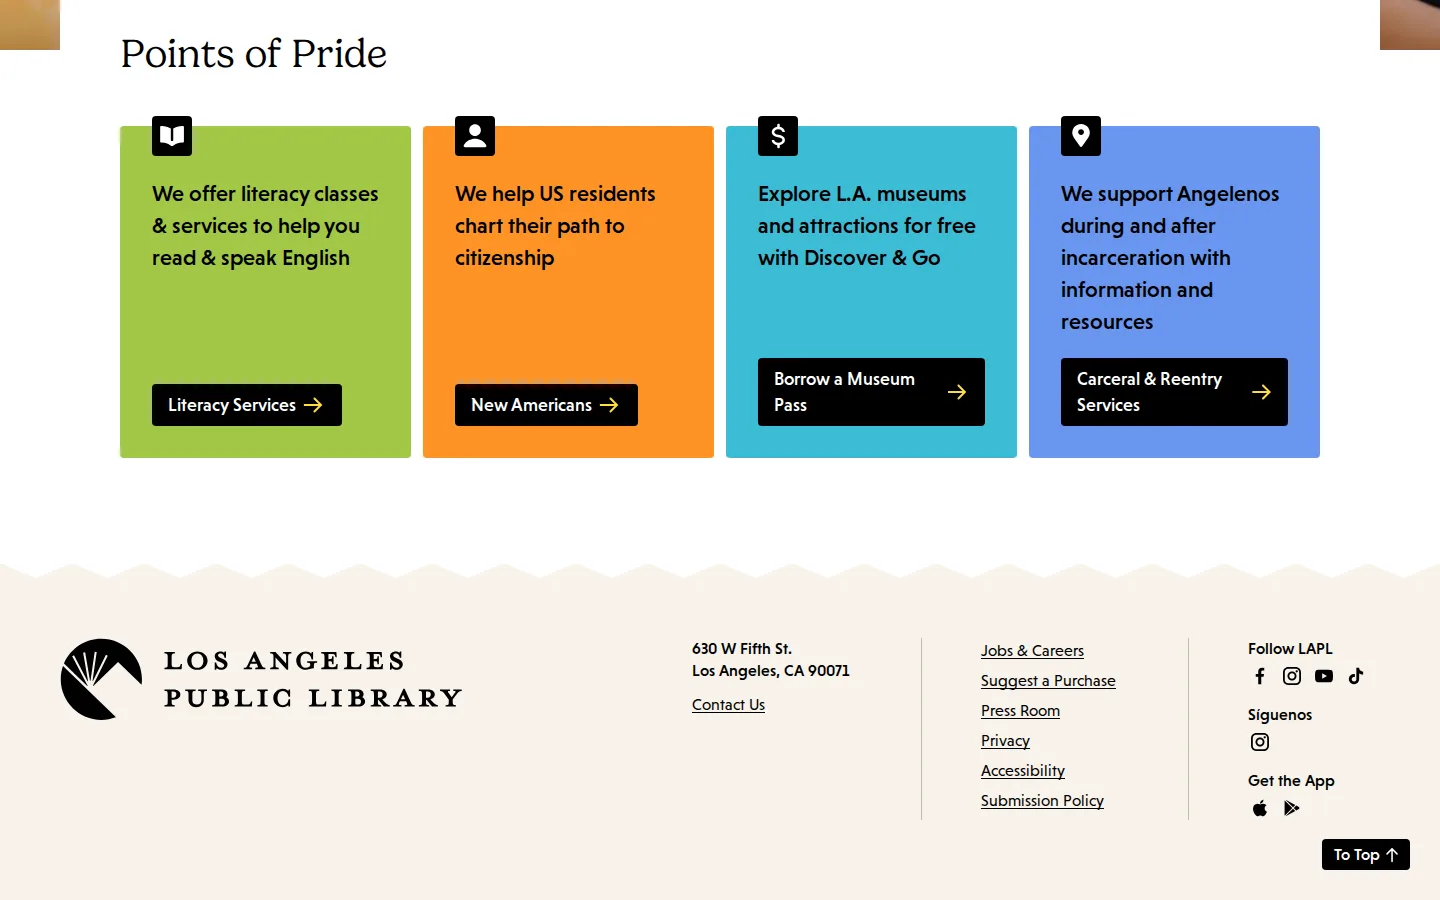 Points of Pride
We offer literacy classes
& services to help you
read & speak English
Literacy Services
We help US residents
chart their path to
citizenship
New Americans
Explore L.A. museums
and attractions for free
with Discover & Go
Borrow a Museum
Pass
We support Angelenos
during and after
incarceration with
information and
resources
Carceral & Reentry
Services
LOS ANGELES
PUBLIC LIBRARY
630 W Fifth St.
Los Angeles, CA 90071
Contact Us
Jobs & Careers
Suggest a Purchase
Press Room
Privacy
Accessibility
Submission Policy
Follow LAPL
Síguenos
Get the App
To Top